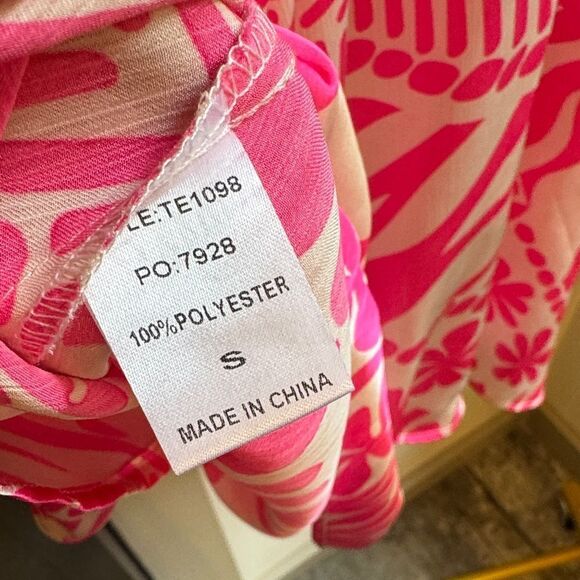 LE:TE1098
PO:7928
100%POLYESTER
S
MADE IN CHINA